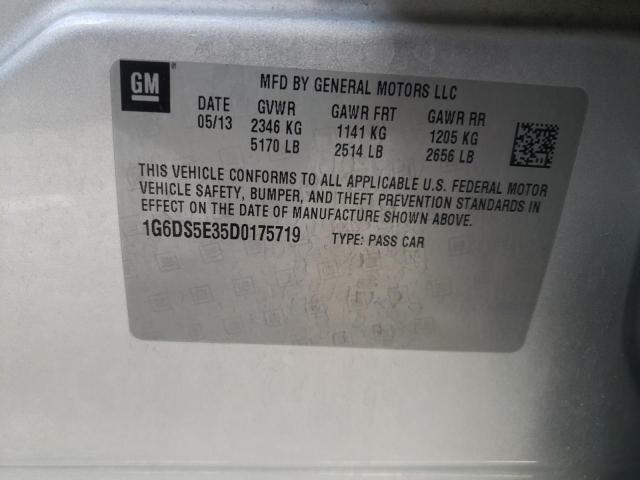 GM
MFD BY GENERAL MOTORS LLC
DATE GVWR GAWR FRT GAWR RR
05/13 2346 KG 1141 KG 1205 KG
5170 LB 2514 LB 2656 LB
THIS VEHICLE CONFORMS TO ALL APPLICABLE U.S. FEDERAL MOTOR
VEHICLE SAFETY, BUMPER, AND THEFT PREVENTION STANDARDS IN
EFFECT ON THE DATE OF MANUFACTURE SHOWN ABOVE.
1G6DS5E35D0175719 TYPE: PASS CAR